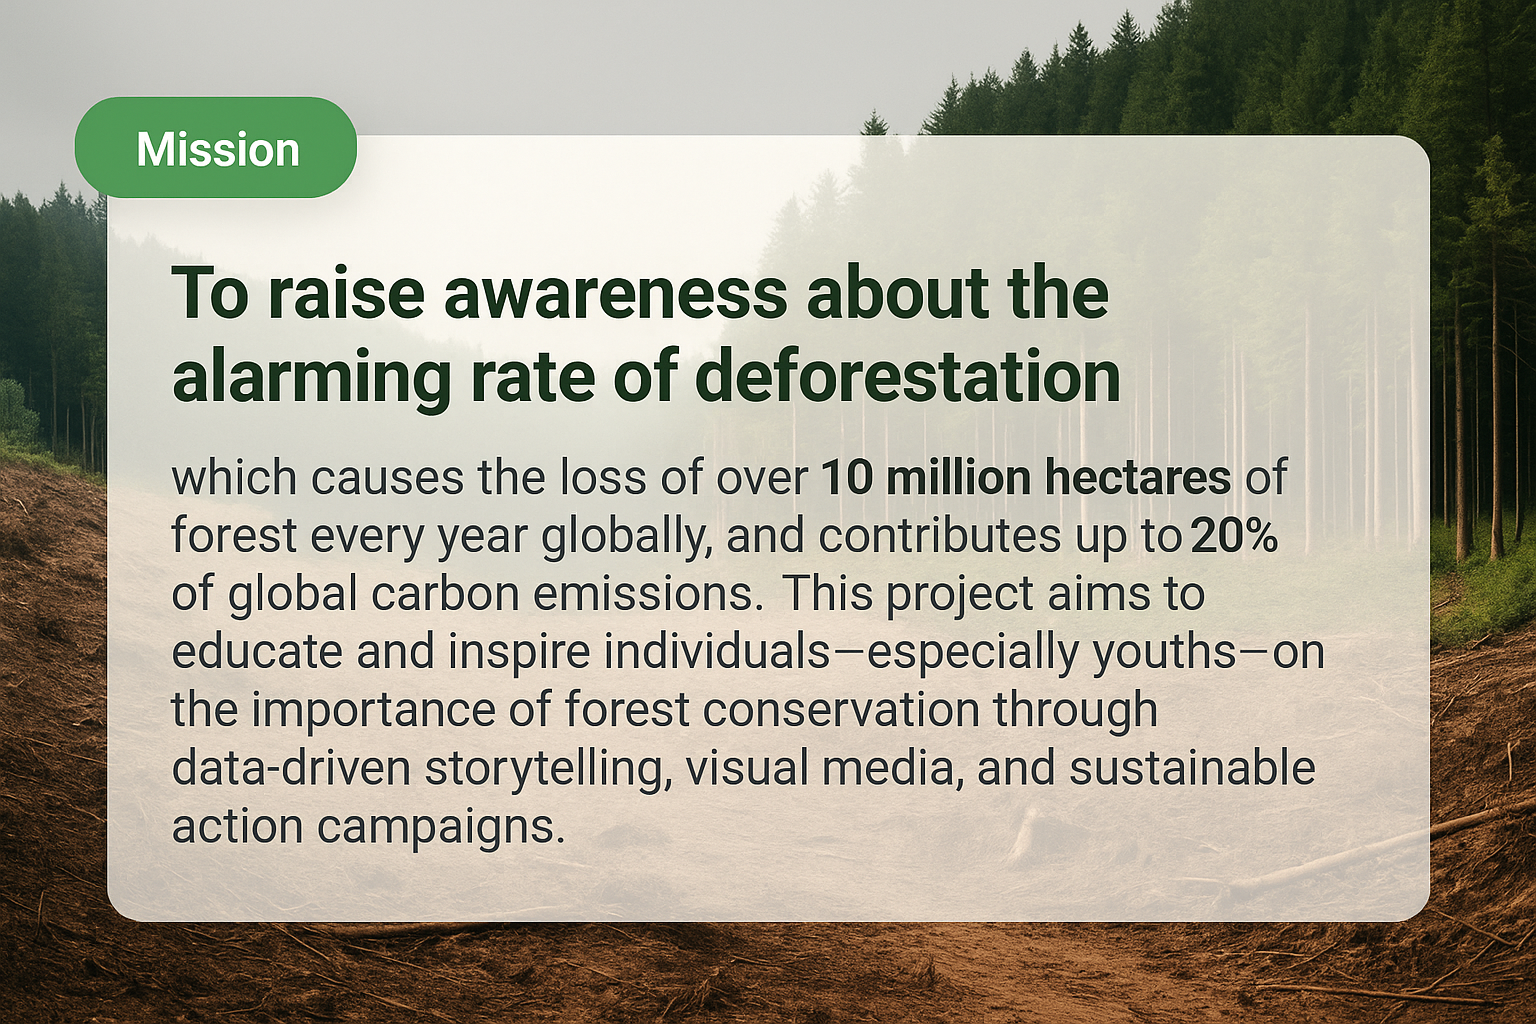 Mission
To raise awareness about the
alarming rate of deforestation
which causes the loss of over 10 million hectares of
forest every year globally, and contributes up to 20%
of global carbon emissions. This project aims to
educate and inspire individuals—especially youths—on
the importance of forest conservation through
data-driven storytelling, visual media, and sustainable
action campaigns.